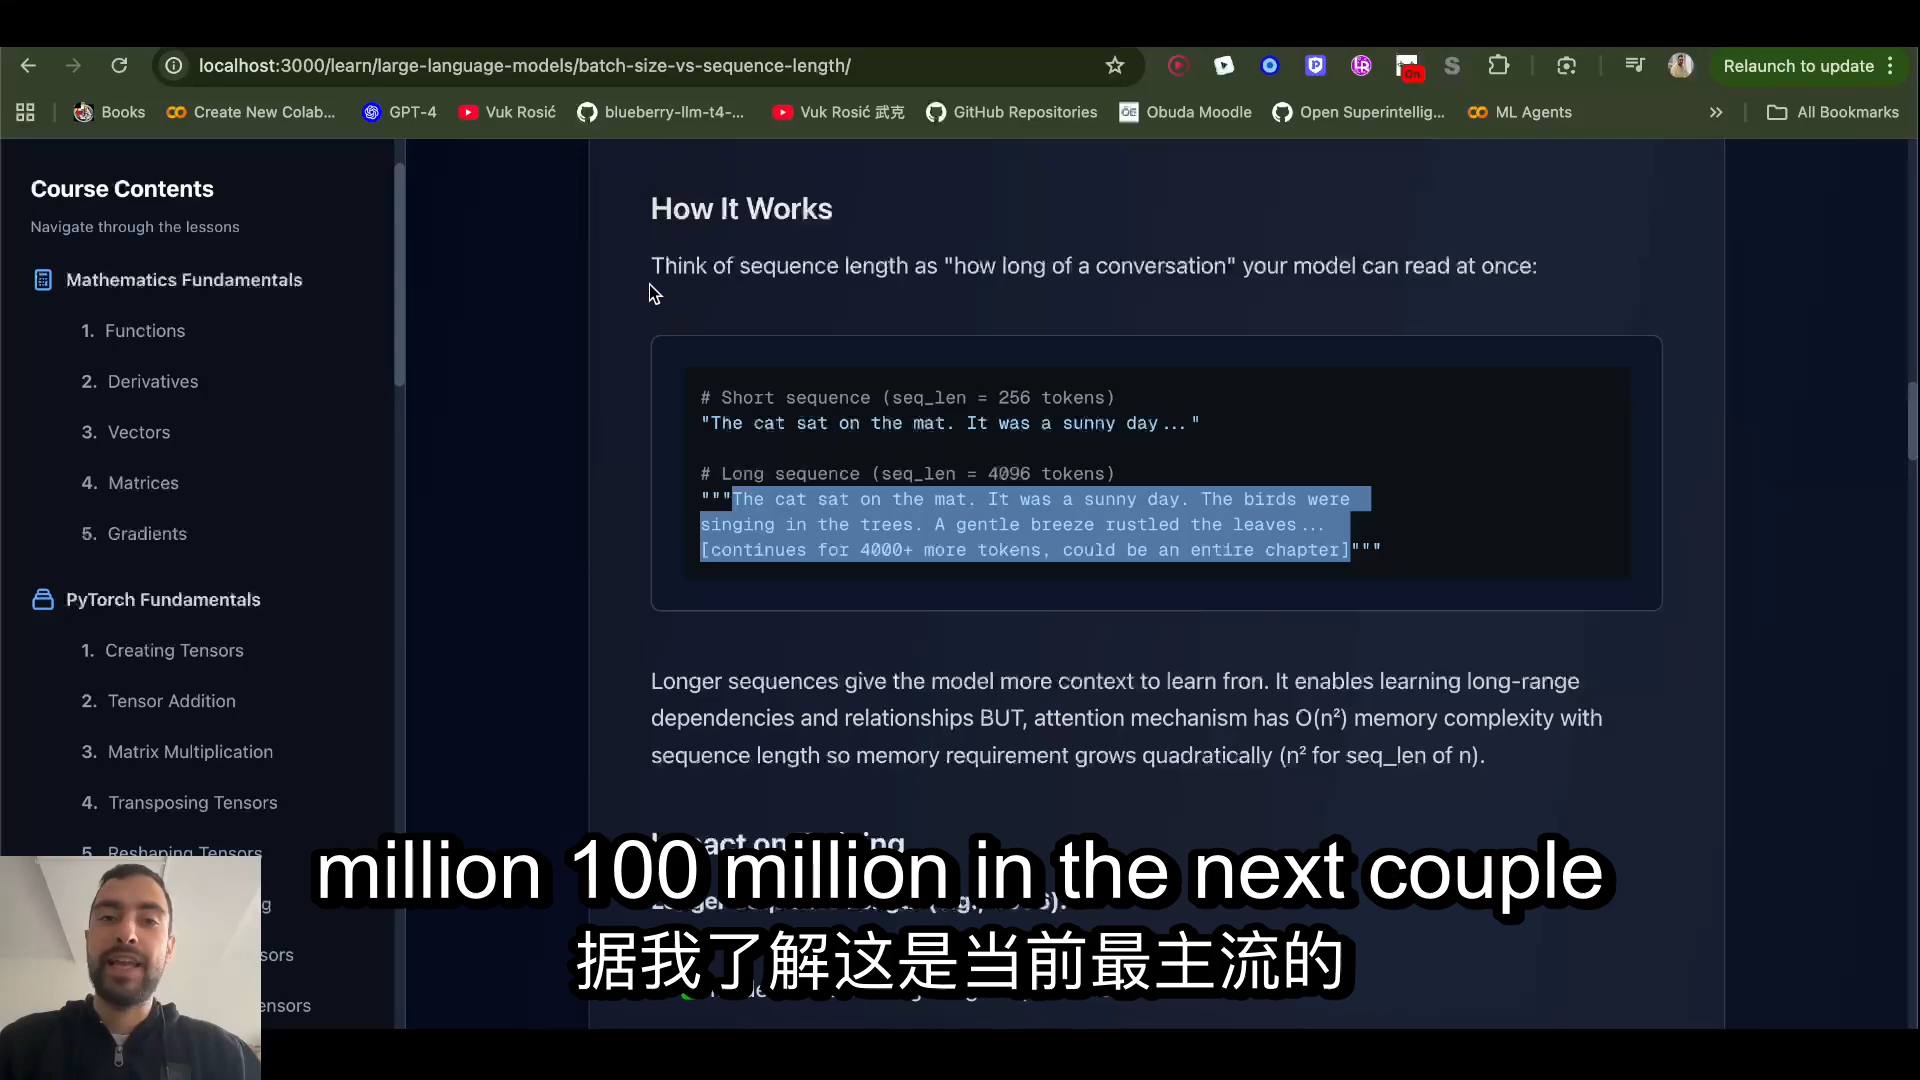 localhost:3000/learn/large-language-models/batch-size-vs-sequence-length/
On
Relaunch to update
Books
Create New Colab...
GPT-4
Vuk Rosić
blueberry-llm-t4-...
Vuk Rosić 武克
GitHub Repositories
Obuda Moodle
Open Superintellig...
ML Agents
All Bookmarks
Course Contents
Navigate through the lessons
Mathematics Fundamentals
1. Functions
2. Derivatives
3. Vectors
4. Matrices
5. Gradients
PyTorch Fundamentals
1. Creating Tensors
2. Tensor Addition
3. Matrix Multiplication
4. Transposing Tensors
5. Reshaping Tensors
How It Works
Think of sequence length as "how long of a conversation" your model can read at once:
# Short sequence (seq_len = 256 tokens)
"The cat sat on the mat. It was a sunny day..."
# Long sequence (seq_len = 4096 tokens)
"""The cat sat on the mat. It was a sunny day. The birds were
singing in the trees. A gentle breeze rustled the leaves...
[continues for 4000+ more tokens, could be an entire chapter]"""
Longer sequences give the model more context to learn fron. It enables learning long-range
dependencies and relationships BUT, attention mechanism has O(n²) memory complexity with
sequence length so memory requirement grows quadratically (n² for seq_len of n).
million 100 million in the next couple
据我了解这是当前最主流的